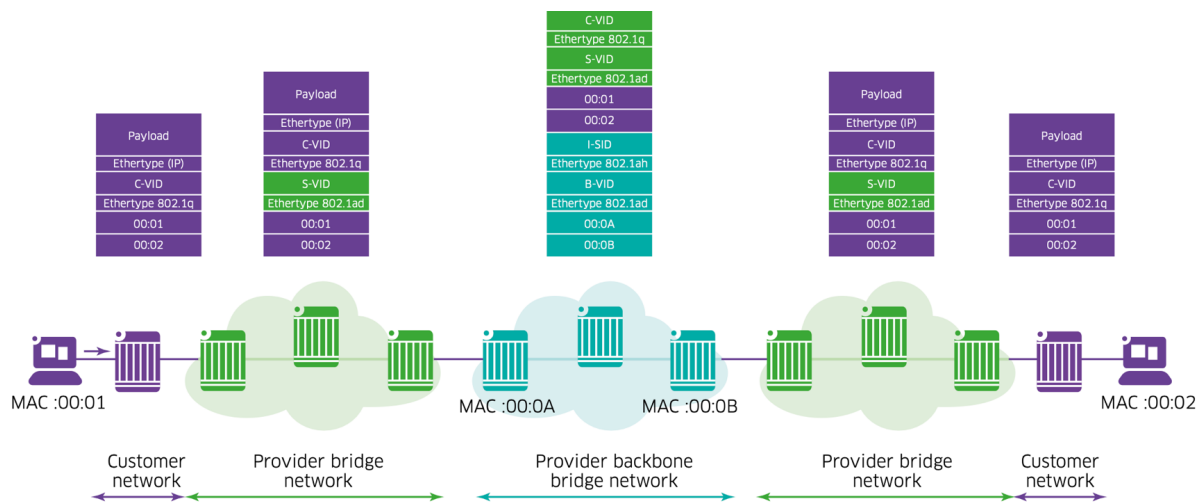 Payload
Ethertype (IP)
C-VID
Ethertype 802.1q
00:01
00:02
Payload
Ethertype (IP)
C-VID
Ethertype 802.1q
S-VID
Ethertype 802.1ad
00:01
00:02
C-VID
Ethertype 802.1q
S-VID
Ethertype 802.1ad
00:01
00:02
I-SID
Ethertype 802.1ah
B-VID
Ethertype 802.1ad
00:0A
00:0B
Payload
Ethertype (IP)
C-VID
Ethertype 802.1q
S-VID
Ethertype 802.1ad
00:01
00:02
Payload
Ethertype (IP)
C-VID
Ethertype 802.1q
00:01
00:02
MAC :00:01
MAC :00:0A
MAC :00:0B
MAC :00:02
Customer
network
Provider bridge
network
Provider backbone
bridge network
Provider bridge
network
Customer
network